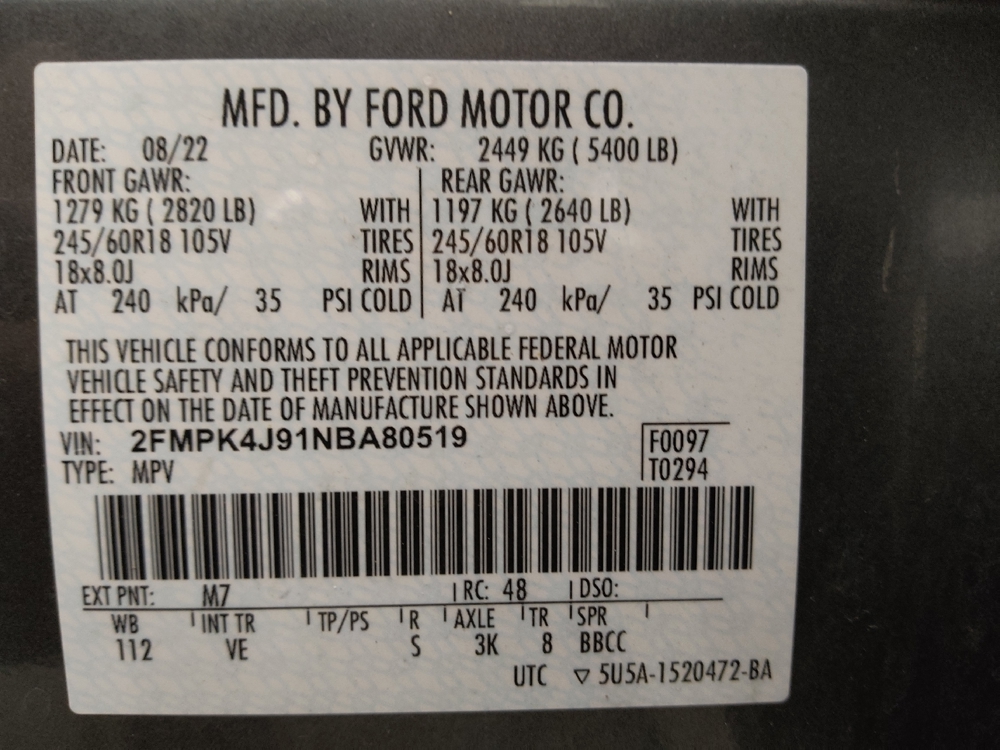 MFD. BY FORD MOTOR CO.
DATE: 08/22 GVWR: 2449 KG ( 5400 LB)
FRONT GAWR: REAR GAWR:
1279 KG ( 2820 LB) WITH 1197 KG ( 2640 LB) WITH
245/60R18 105V TIRES 245/60R18 105V TIRES
18x8.0J RIMS 18x8.0J RIMS
AT 240 kPa/ 35 PSI COLD AT 240 kPa/ 35 PSI COLD
THIS VEHICLE CONFORMS TO ALL APPLICABLE FEDERAL MOTOR
VEHICLE SAFETY AND THEFT PREVENTION STANDARDS IN
EFFECT ON THE DATE OF MANUFACTURE SHOWN ABOVE.
VIN: 2FMPK4J91NBA80519 F0097
TYPE: MPV T0294
EXT PNT: M7 RC: 48 DSO:
WB INT TR TP/PS R AXLE TR SPR
112 VE S 3K 8 BBCC
UTC ▽ 5U5A-1520472-BA